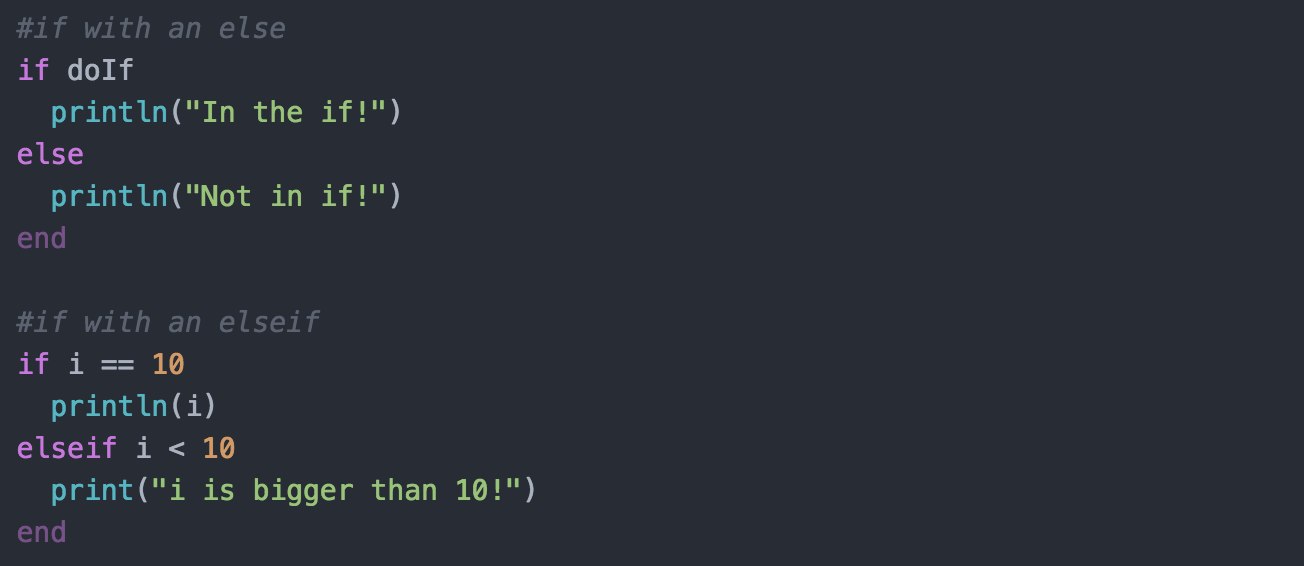 #if with an else
if doIf
  println("In the if!")
else
  println("Not in if!")
end

#if with an elseif
if i == 10
  println(i)
elseif i < 10
  print("i is bigger than 10!")
end